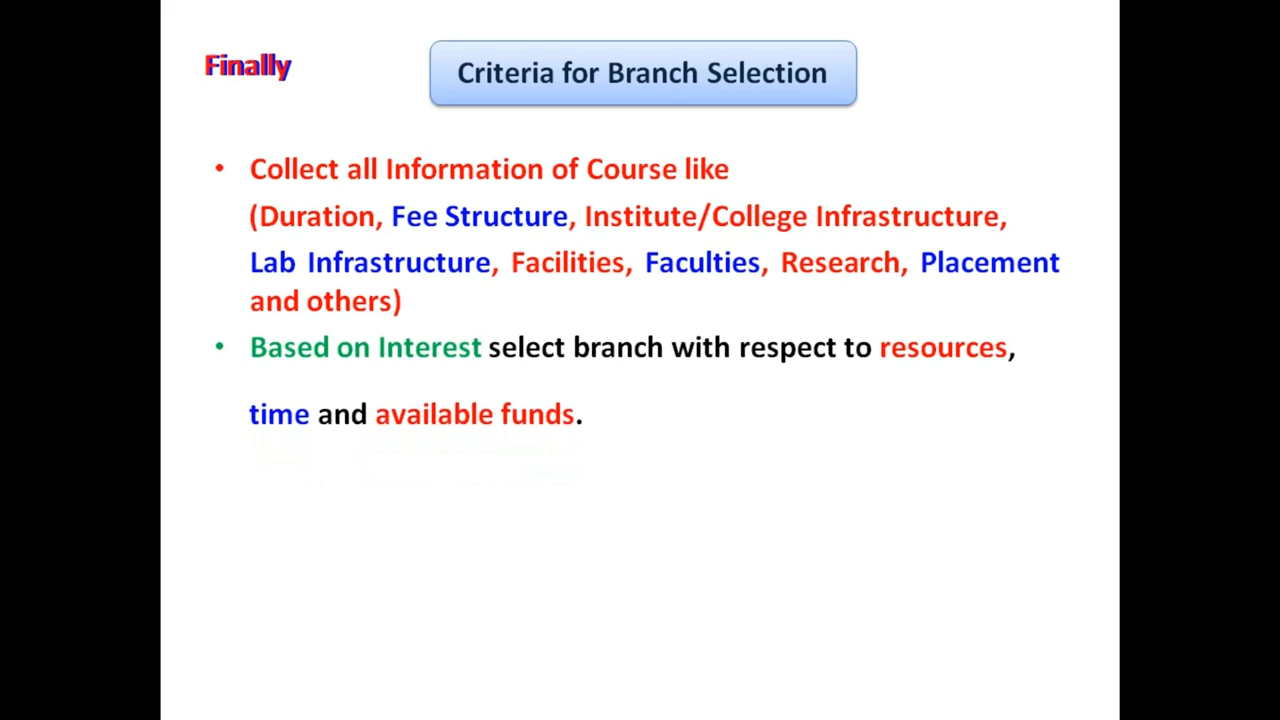 Finally
Criteria for Branch Selection
• Collect all Information of Course like
(Duration, Fee Structure, Institute/College Infrastructure,
Lab Infrastructure, Facilities, Faculties, Research, Placement
and others)
• Based on Interest select branch with respect to resources,
time and available funds.